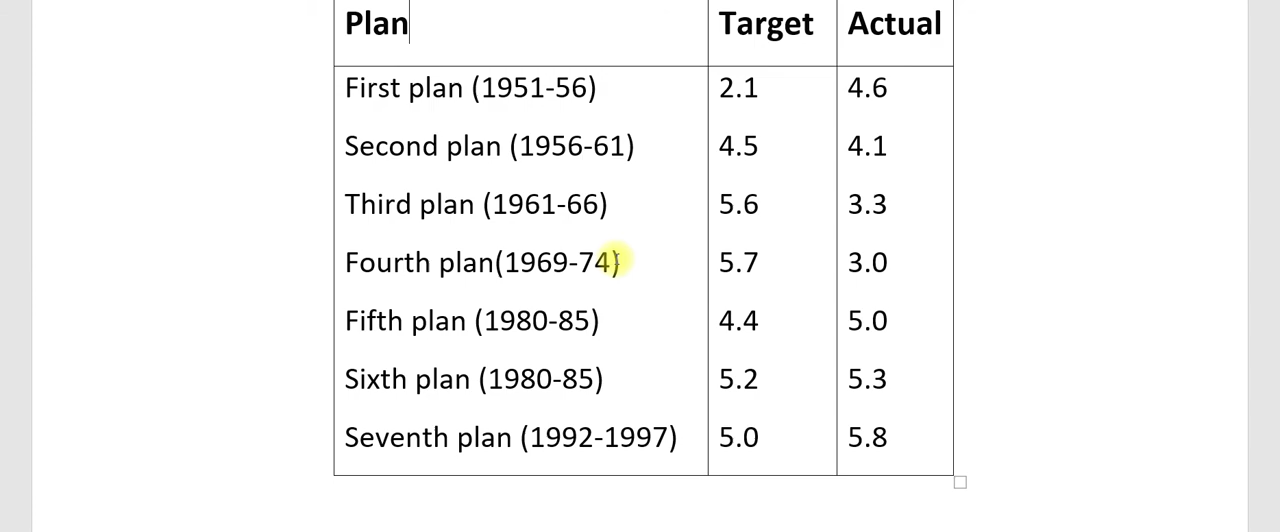 Plan Target Actual
First plan (1951-56) 2.1 4.6
Second plan (1956-61) 4.5 4.1
Third plan (1961-66) 5.6 3.3
Fourth plan(1969-74) 5.7 3.0
Fifth plan (1980-85) 4.4 5.0
Sixth plan (1980-85) 5.2 5.3
Seventh plan (1992-1997) 5.0 5.8